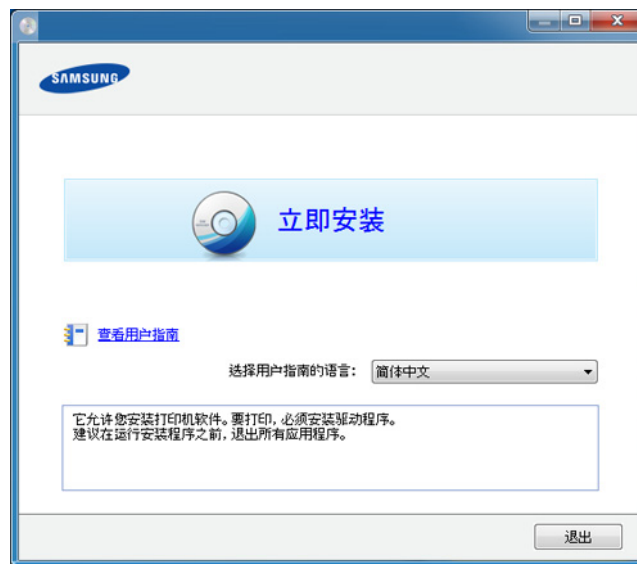 SAMSUNG
立即安装
查看用户指南
选择用户指南的语言: 简体中文
它允许您安装打印机软件。要打印, 必须安装驱动程序。
建议在运行安装程序之前, 退出所有应用程序。
退出